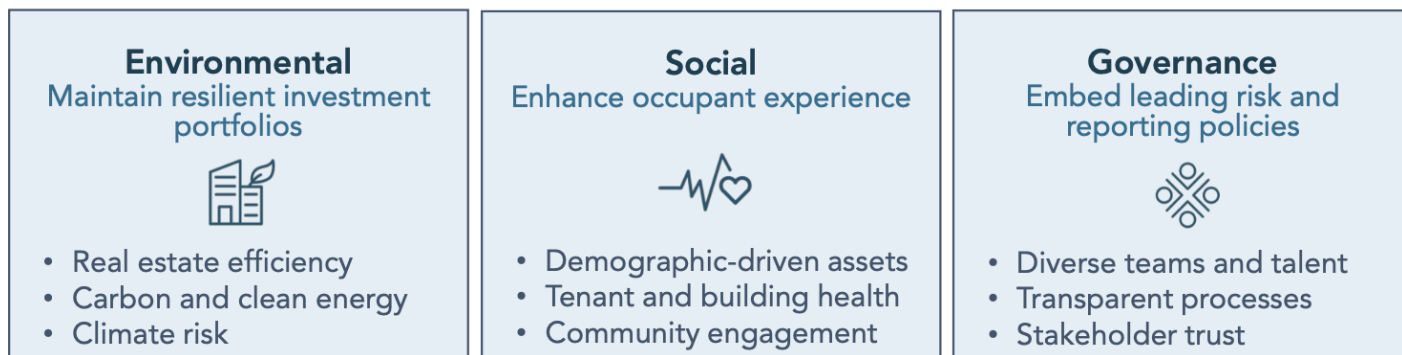 Environmental
Maintain resilient investment
portfolios
• Real estate efficiency
• Carbon and clean energy
• Climate risk
Social
Enhance occupant experience
• Demographic-driven assets
• Tenant and building health
• Community engagement
Governance
Embed leading risk and
reporting policies
• Diverse teams and talent
• Transparent processes
• Stakeholder trust